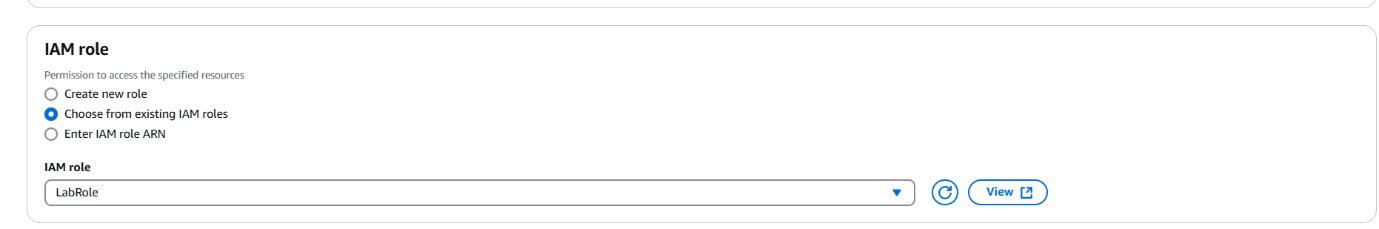 IAM role
Permission to access the specified resources
Create new role
Choose from existing IAM roles
Enter IAM role ARN
IAM role
LabRole
View